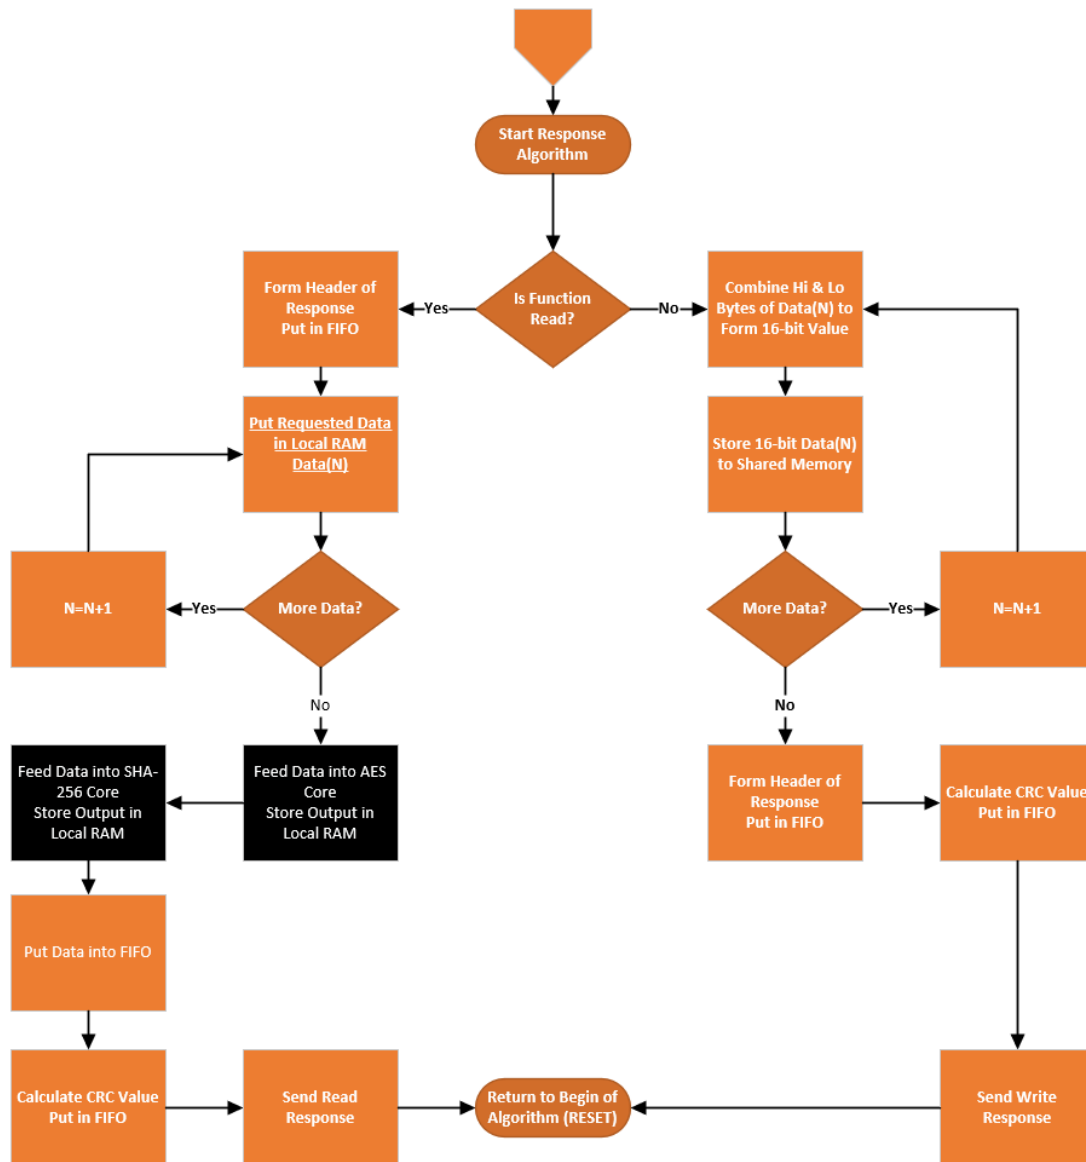 Start Response
Algorithm
Is Function
Read?
Yes
No
Form Header of
Response
Put in FIFO
Combine Hi & Lo
Bytes of Data(N) to
Form 16-bit Value
Put Requested Data
in Local RAM
Data(N)
Store 16-bit Data(N)
to Shared Memory
N=N+1
Yes
More Data?
More Data?
Yes
N=N+1
No
No
Feed Data into SHA-
256 Core
Store Output in
Local RAM
Feed Data into AES
Core
Store Output in
Local RAM
Form Header of
Response
Put in FIFO
Calculate CRC Value
Put in FIFO
Put Data into FIFO
Calculate CRC Value
Put in FIFO
Send Read
Response
Return to Begin of
Algorithm (RESET)
Send Write
Response